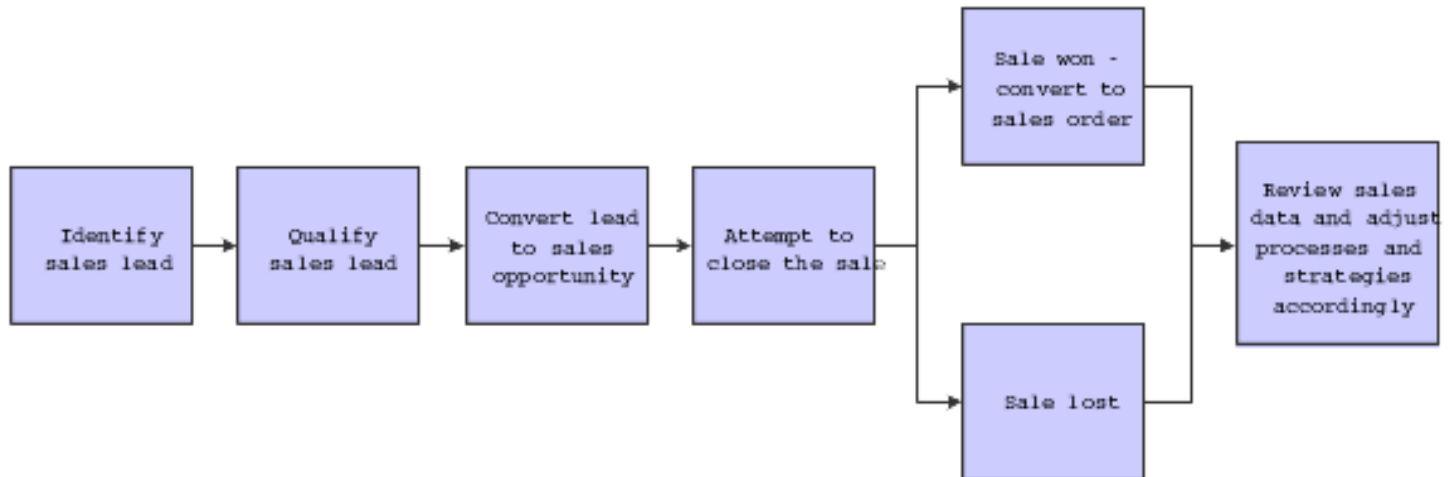 Identify
sales lead
Qualify
sales lead
Convert lead
to sales
opportunity
Attempt to
close the sale
Sale won -
convert to
sales order
Sale lost
Review sales
data and adjust
processes and
strategies
accordingly